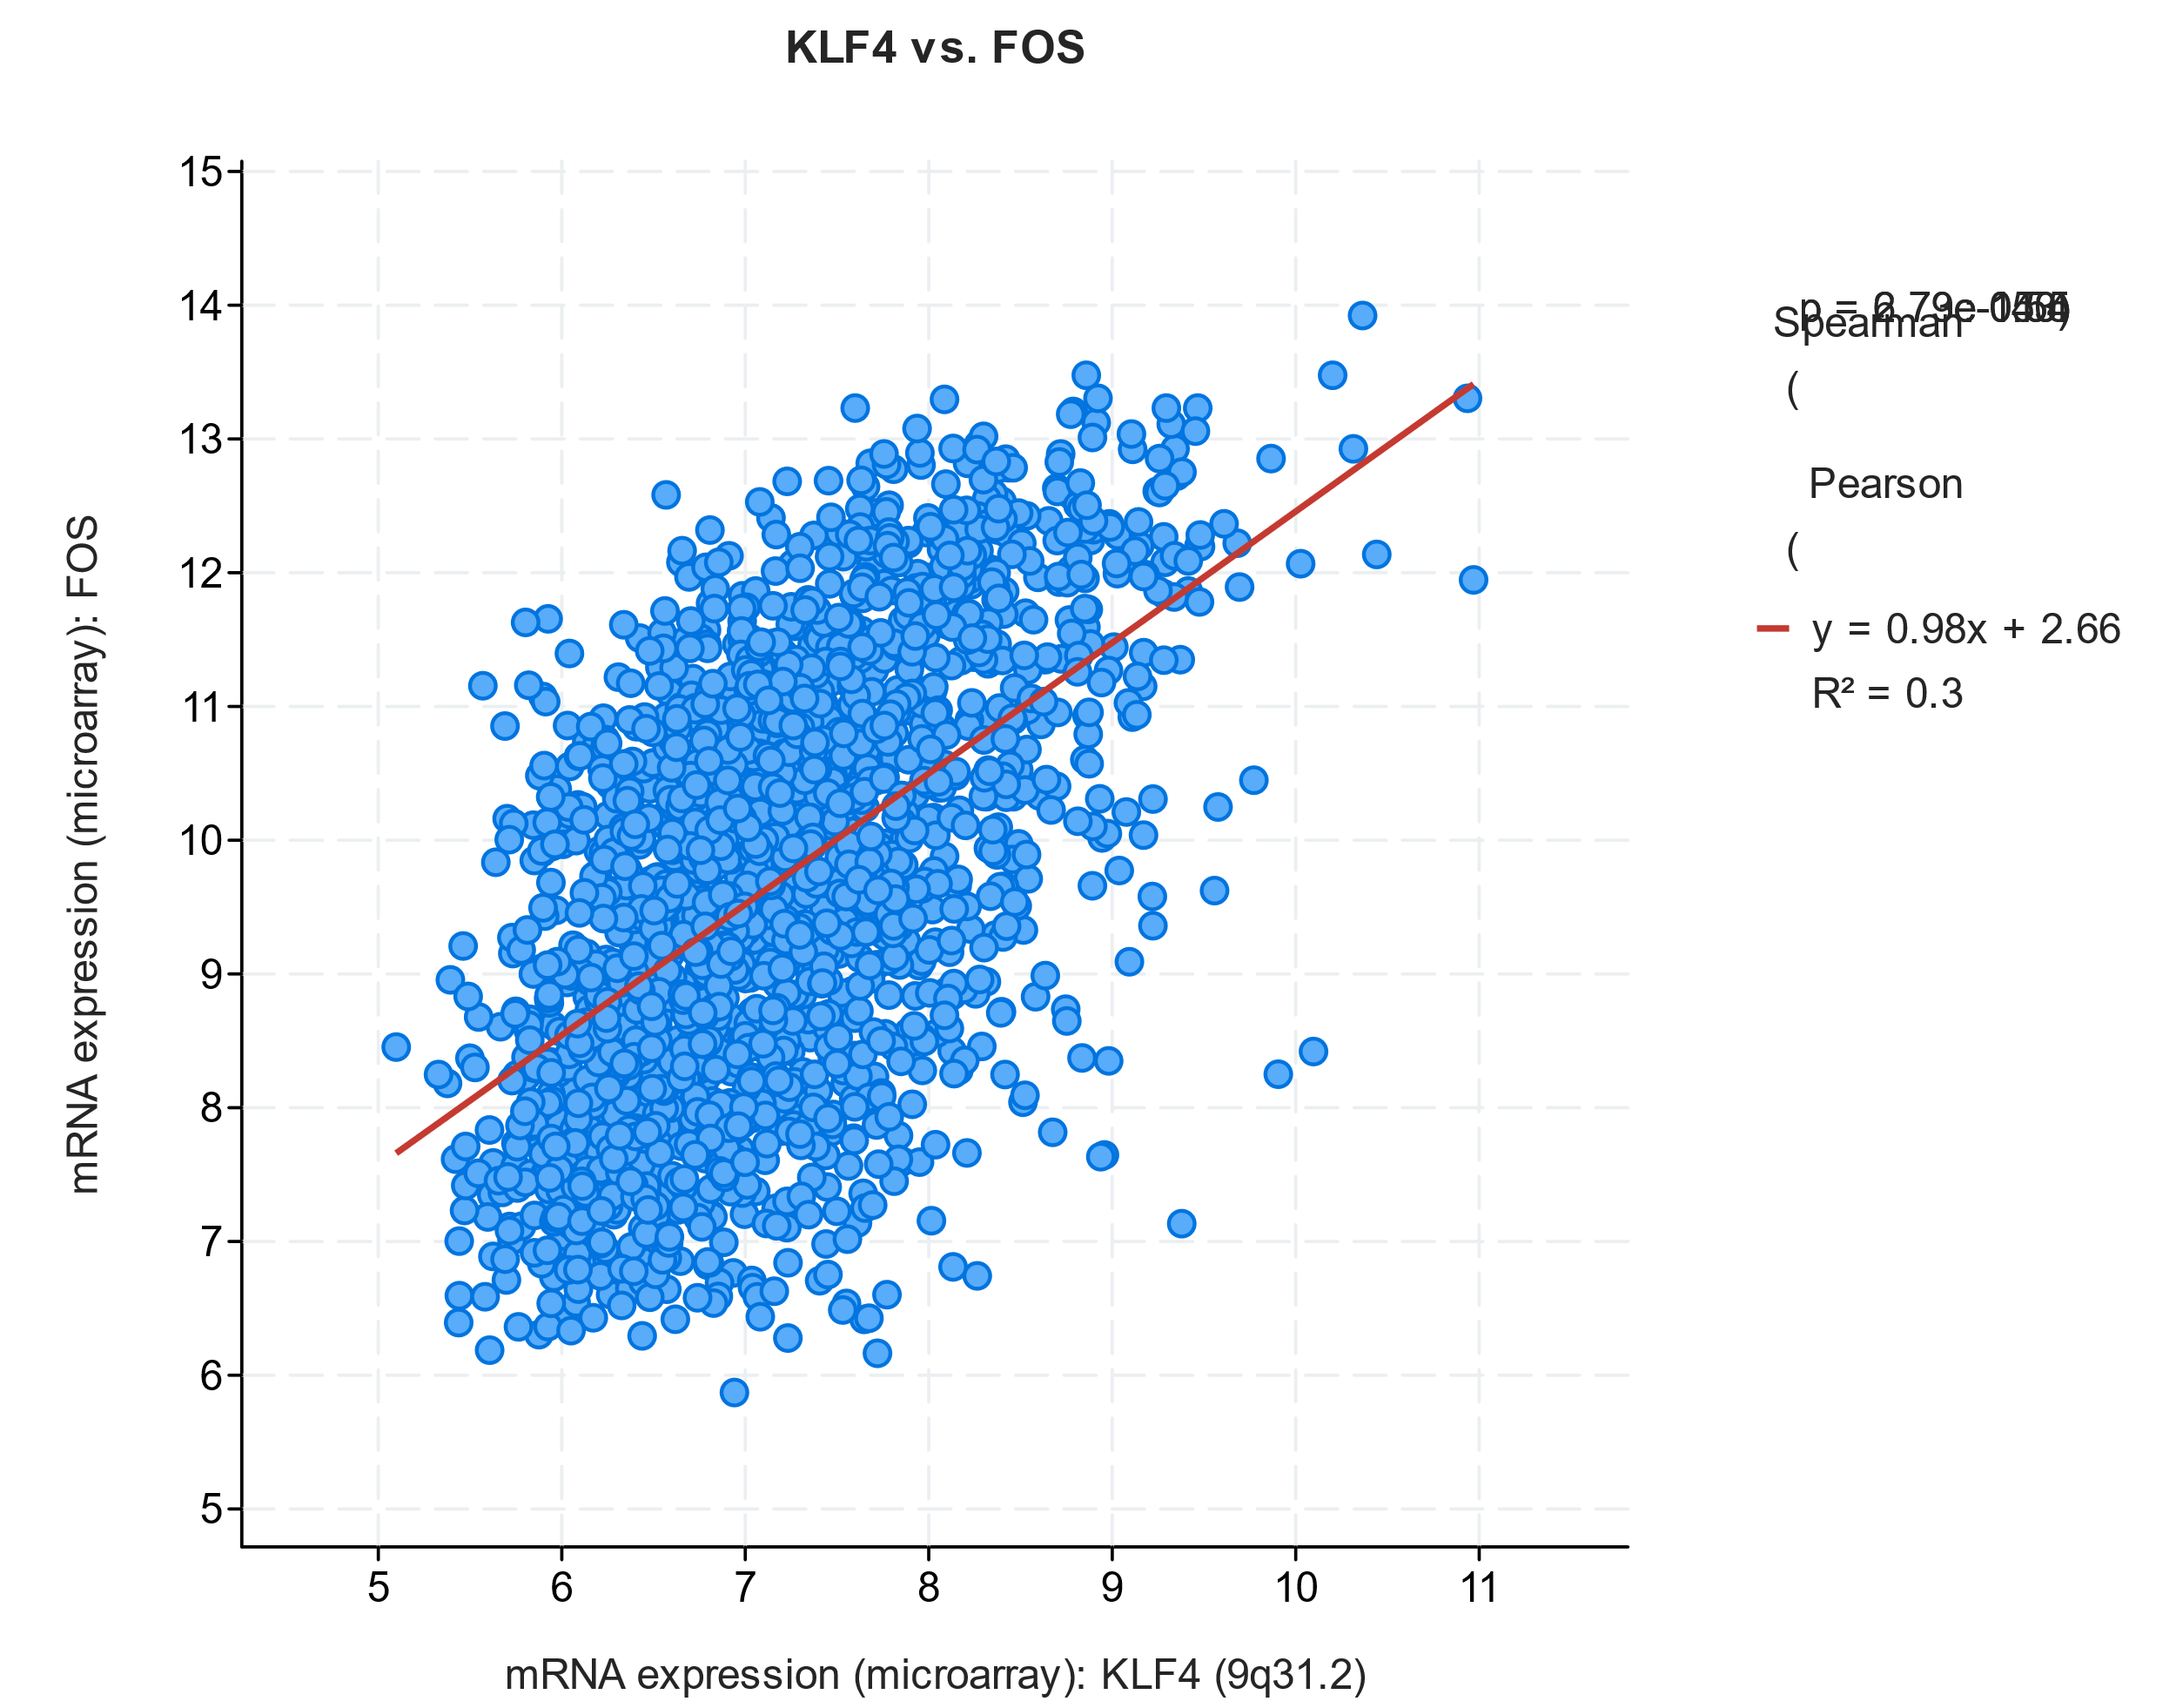 KLF4 vs. FOS
15
14
13
12
11
10
9
8
7
6
5
mRNA expression (microarray): FOS
5
6
7
8
9
10
11
mRNA expression (microarray): KLF4 (9q31.2)
Spearman
(
Pearson
(
y = 0.98x + 2.66
R² = 0.3